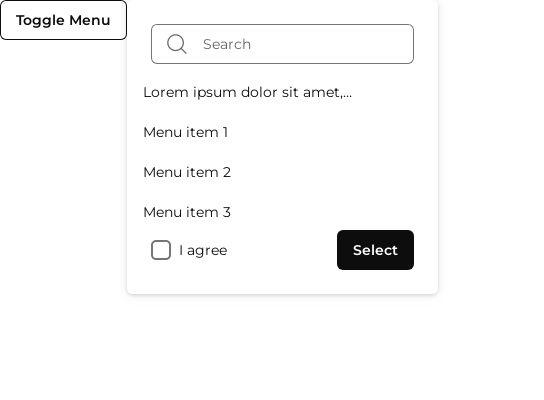 Toggle Menu
Search
Lorem ipsum dolor sit amet,...
Menu item 1
Menu item 2
Menu item 3
I agree
Select